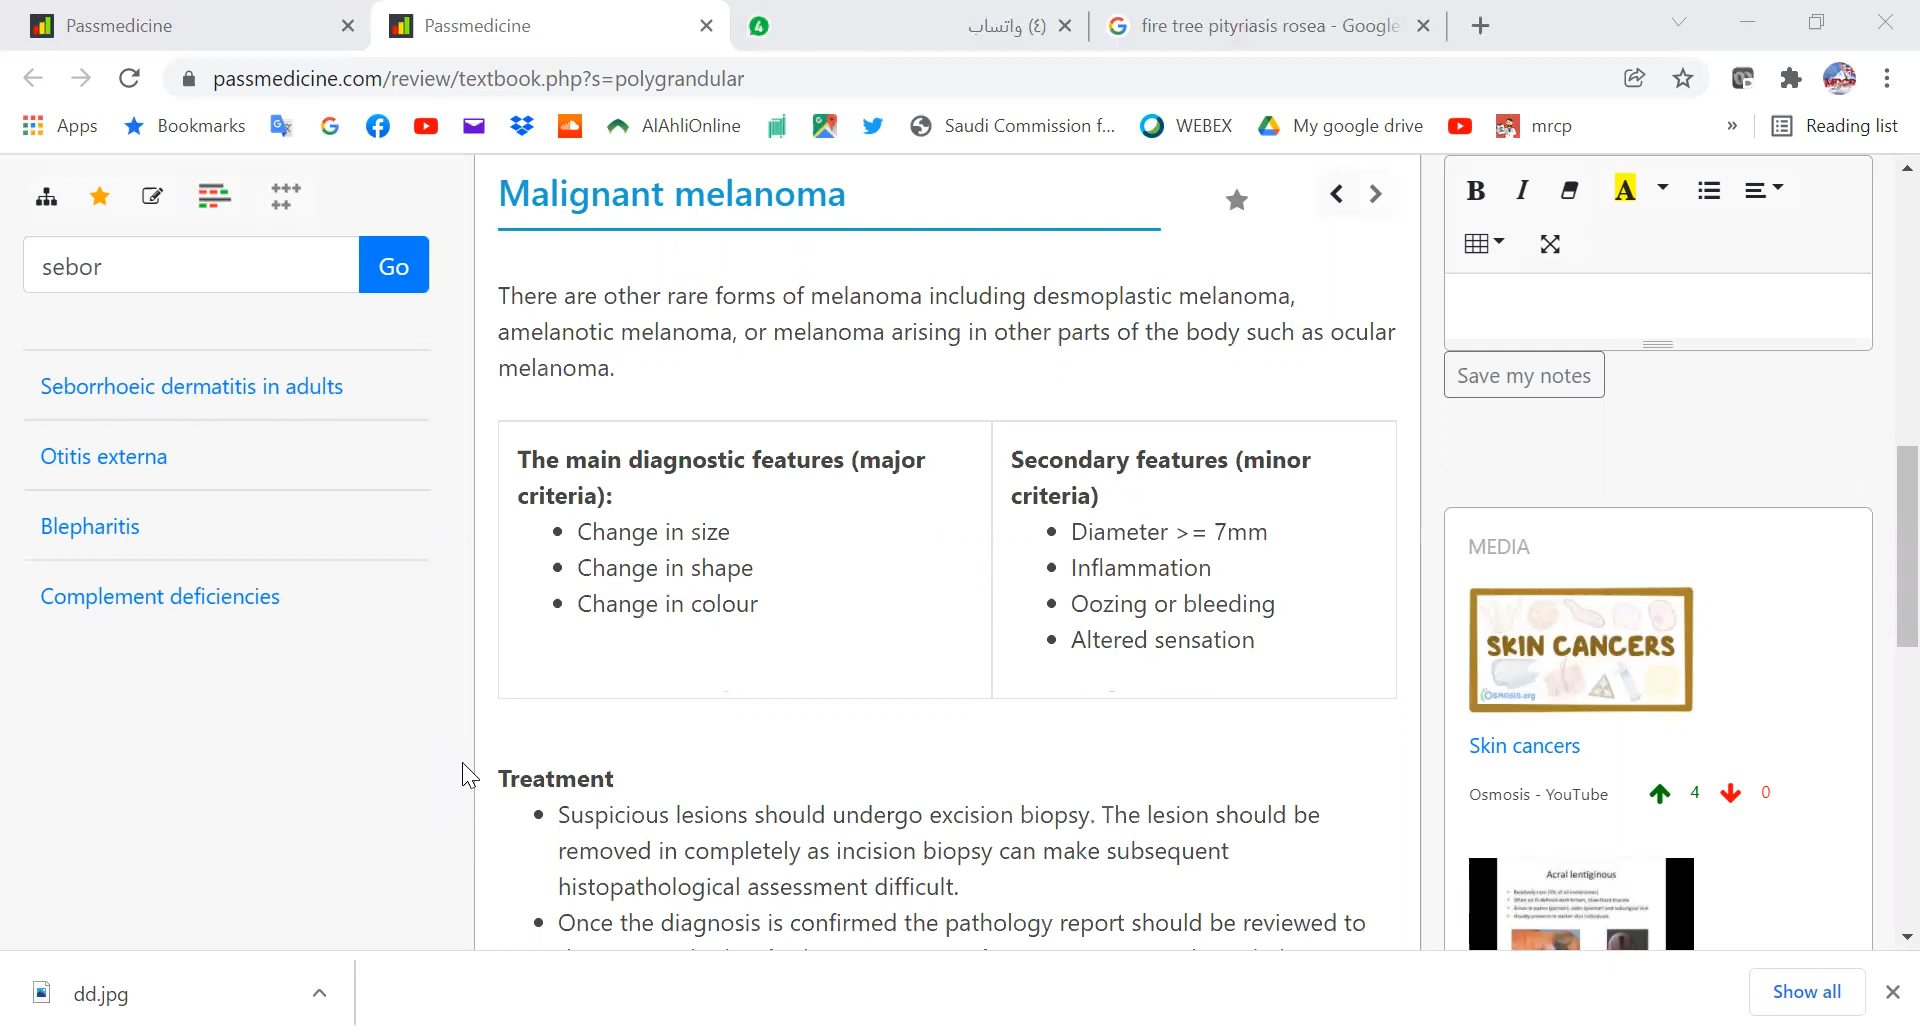 Passmedicine
Passmedicine
4
(٤) واتساب
fire tree pityriasis rosea - Google
passmedicine.com/review/textbook.php?s=polygrandular
Apps
Bookmarks
AlAhliOnline
Saudi Commission f...
WEBEX
My google drive
mrcp
»
Reading list
sebor
Go
Seborrhoeic dermatitis in adults
Otitis externa
Blepharitis
Complement deficiencies
Malignant melanoma
There are other rare forms of melanoma including desmoplastic melanoma,
amelanotic melanoma, or melanoma arising in other parts of the body such as ocular
melanoma.
The main diagnostic features (major
criteria):
• Change in size
• Change in shape
• Change in colour
Secondary features (minor
criteria)
• Diameter >= 7mm
• Inflammation
• Oozing or bleeding
• Altered sensation
Treatment
• Suspicious lesions should undergo excision biopsy. The lesion should be
removed in completely as incision biopsy can make subsequent
histopathological assessment difficult.
• Once the diagnosis is confirmed the pathology report should be reviewed to
B I A
Save my notes
MEDIA
SKIN CANCERS
OSMOSIS.org
Skin cancers
Osmosis - YouTube
4
0
Acral lentiginous
dd.jpg
Show all